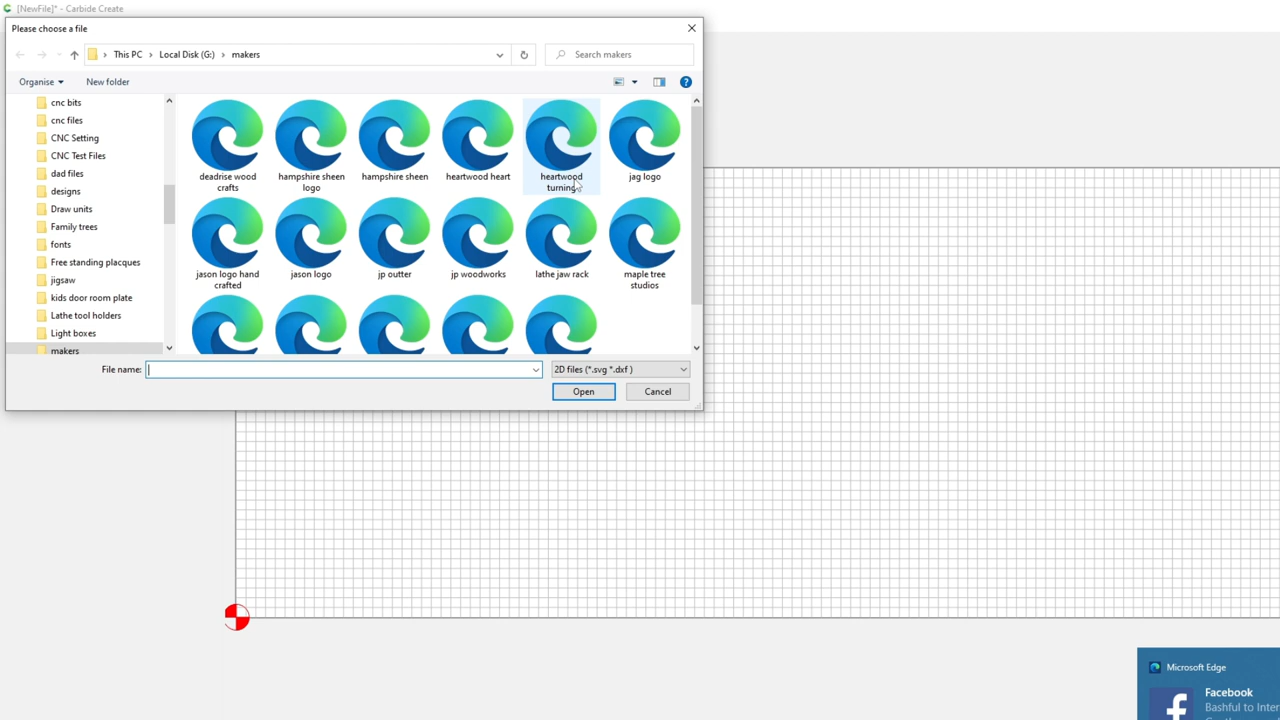 [NewFile]* - Carbide Create
Please choose a file
This PC > Local Disk (G:) > makers
Search makers
Organise
New folder
cnc bits
cnc files
CNC Setting
CNC Test Files
dad files
designs
Draw units
Family trees
fonts
Free standing placques
jigsaw
kids door room plate
Lathe tool holders
Light boxes
makers
deadrise wood
crafts
hampshire sheen
logo
hampshire sheen
heartwood heart
heartwood
turning
jag logo
jason logo hand
crafted
jason logo
jp outter
jp woodworks
lathe jaw rack
maple tree
studios
File name:
2D files (*.svg *.dxf )
Open
Cancel
Microsoft Edge
Facebook
Bashful to Inter